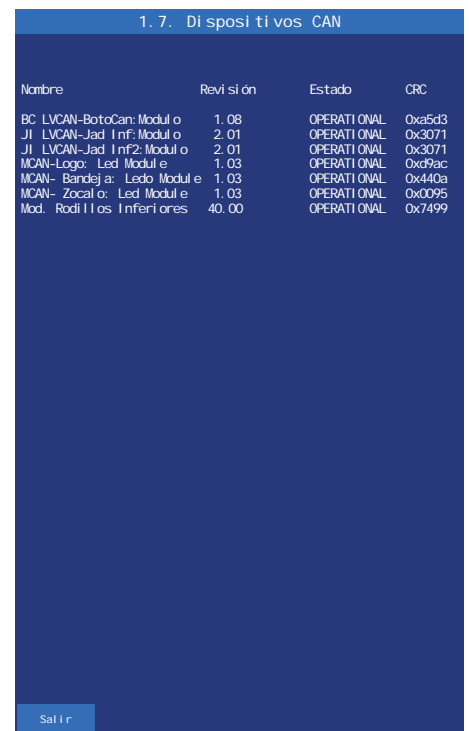 1.7. Dispositivos CAN
Nombre Revisión Estado CRC
BC LVCAN-BotoCan:Modulo 1.08 OPERATIONAL 0xa5d3
JI LVCAN-Jad Inf:Modulo 2.01 OPERATIONAL 0x3071
JI LVCAN-Jad Inf2:Modulo 2.01 OPERATIONAL 0x3071
MCAN-Logo: Led Module 1.03 OPERATIONAL 0xd9ac
MCAN- Bandeja: Ledo Module 1.03 OPERATIONAL 0x440a
MCAN- Zocalo: Led Module 1.03 OPERATIONAL 0x0095
Mod. Rodillos Inferiores 40.00 OPERATIONAL 0x7499
Salir